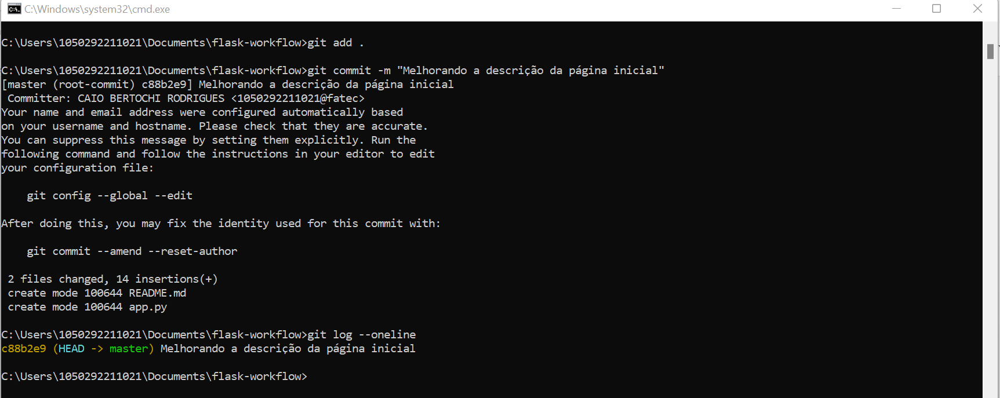 C:\Windows\system32\cmd.exe
C:\Users\1050292211021\Documents\flask-workflow>git add .
C:\Users\1050292211021\Documents\flask-workflow>git commit -m "Melhorando a descrição da página inicial"
[master (root-commit) c88b2e9] Melhorando a descrição da página inicial
 Committer: CAIO BERTOCHI RODRIGUES <1050292211021@fatec>
Your name and email address were configured automatically based
on your username and hostname. Please check that they are accurate.
You can suppress this message by setting them explicitly. Run the
following command and follow the instructions in your editor to edit
your configuration file:
    git config --global --edit
After doing this, you may fix the identity used for this commit with:
    git commit --amend --reset-author
 2 files changed, 14 insertions(+)
 create mode 100644 README.md
 create mode 100644 app.py
C:\Users\1050292211021\Documents\flask-workflow>git log --oneline
c88b2e9 (HEAD -> master) Melhorando a descrição da página inicial
C:\Users\1050292211021\Documents\flask-workflow>